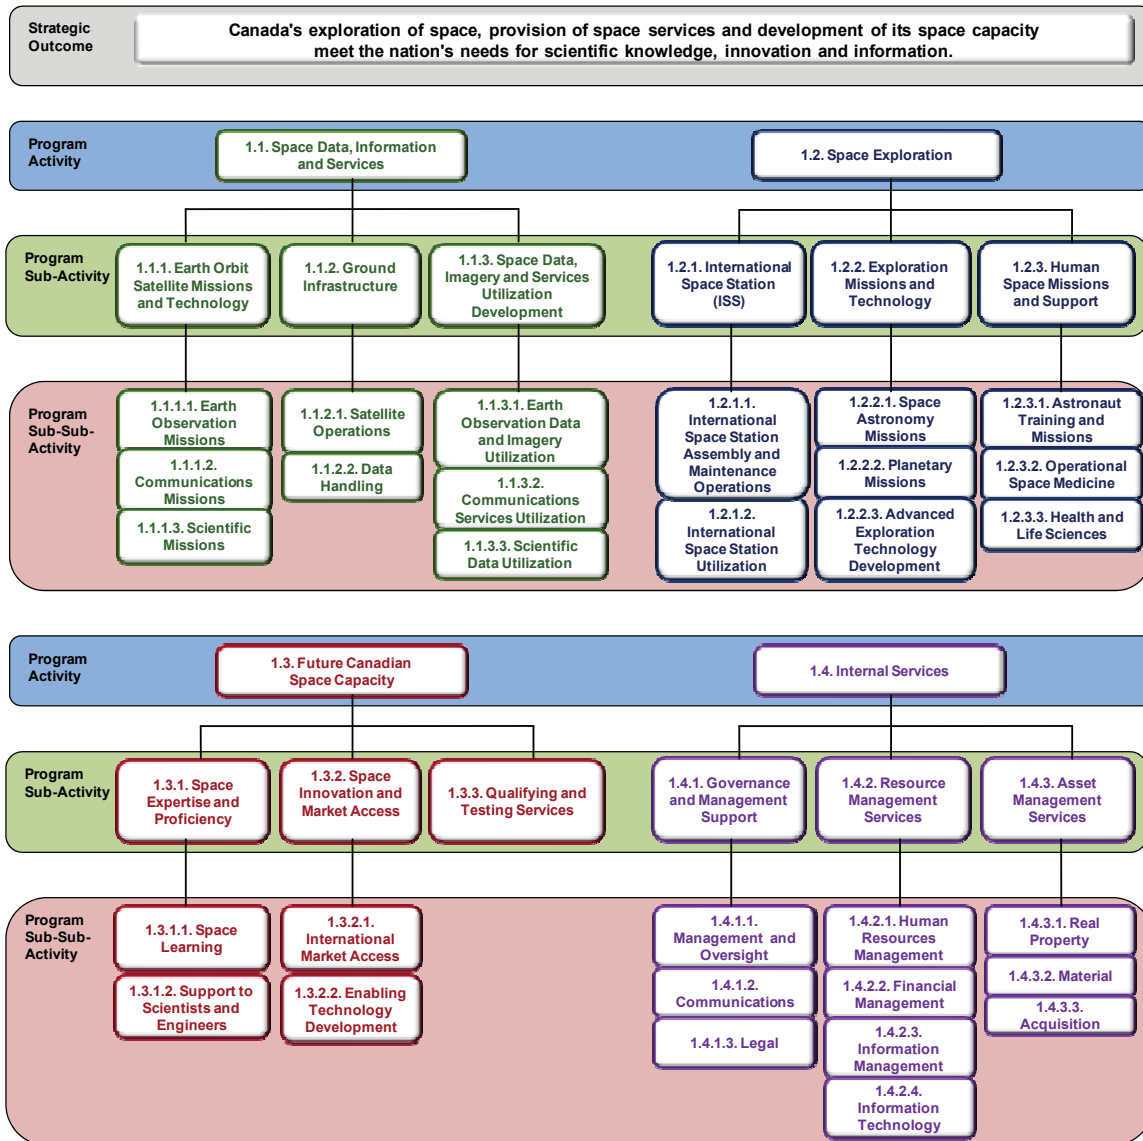 Strategic
Outcome
Canada's exploration of space, provision of space services and development of its space capacity
meet the nation's needs for scientific knowledge, innovation and information.
Program
Activity
1.1. Space Data, Information
and Services
1.2. Space Exploration
Program
Sub-Activity
1.1.1. Earth Orbit
Satellite Missions
and Technology
1.1.2. Ground
Infrastructure
1.1.3. Space Data,
Imagery and Services
Utilization
Development
1.2.1. International
Space Station
(ISS)
1.2.2. Exploration
Missions and
Technology
1.2.3. Human
Space Missions
and Support
Program
Sub-Sub-
Activity
1.1.1.1. Earth
Observation
Missions
1.1.1.2.
Communications
Missions
1.1.1.3. Scientific
Missions
1.1.2.1. Satellite
Operations
1.1.2.2. Data
Handling
1.1.3.1. Earth
Observation Data
and Imagery
Utilization
1.1.3.2.
Communications
Services Utilization
1.1.3.3. Scientific
Data Utilization
1.2.1.1.
International
Space Station
Assembly and
Maintenance
Operations
1.2.1.2.
International
Space Station
Utilization
1.2.2.1. Space
Astronomy
Missions
1.2.2.2. Planetary
Missions
1.2.2.3. Advanced
Exploration
Technology
Development
1.2.3.1. Astronaut
Training and
Missions
1.2.3.2. Operational
Space Medicine
1.2.3.3. Health and
Life Sciences
Program
Activity
1.3. Future Canadian
Space Capacity
1.4. Internal Services
Program
Sub-Activity
1.3.1. Space
Expertise and
Proficiency
1.3.2. Space
Innovation and
Market Access
1.3.3. Qualifying and
Testing Services
1.4.1. Governance
and Management
Support
1.4.2. Resource
Management
Services
1.4.3. Asset
Management
Services
Program
Sub-Sub-
Activity
1.3.1.1. Space
Learning
1.3.1.2. Support to
Scientists and
Engineers
1.3.2.1.
International
Market Access
1.3.2.2. Enabling
Technology
Development
1.4.1.1.
Management and
Oversight
1.4.1.2.
Communications
1.4.1.3. Legal
1.4.2.1. Human
Resources
Management
1.4.2.2. Financial
Management
1.4.2.3.
Information
Management
1.4.2.4.
Information
Technology
1.4.3.1. Real
Property
1.4.3.2. Material
1.4.3.3.
Acquisition